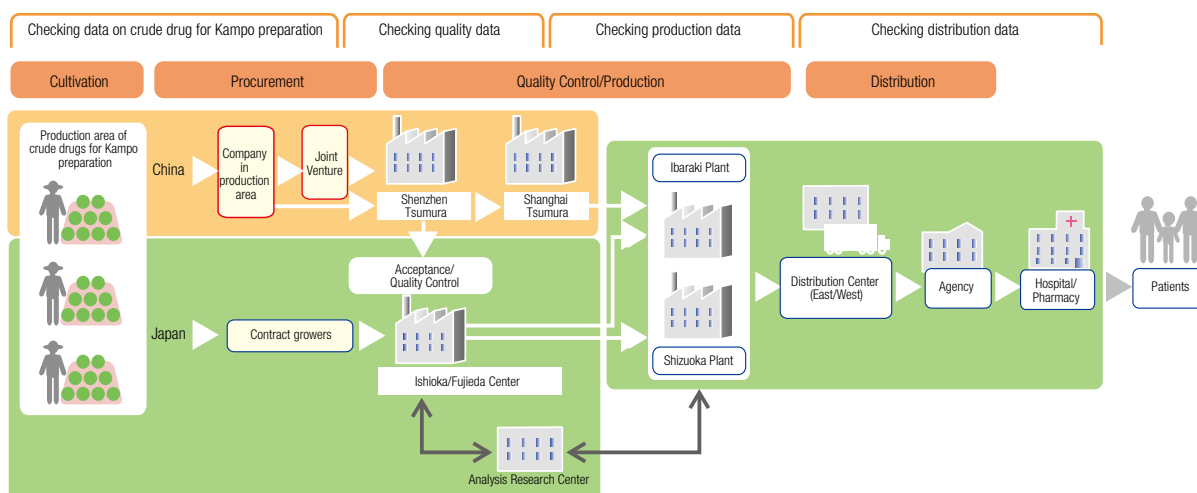 Checking data on crude drug for Kampo preparation
Checking quality data
Checking production data
Checking distribution data
Cultivation
Procurement
Quality Control/Production
Distribution
Production area of
crude drugs for Kampo
preparation
China
Company
in
production
area
Joint
Venture
Shenzhen
Tsumura
Shanghai
Tsumura
Acceptance/
Quality Control
Japan
Contract growers
Ishioka/Fujieda Center
Analysis Research Center
Ibaraki Plant
Shizuoka Plant
Distribution Center
(East/West)
Agency
Hospital/
Pharmacy
Patients